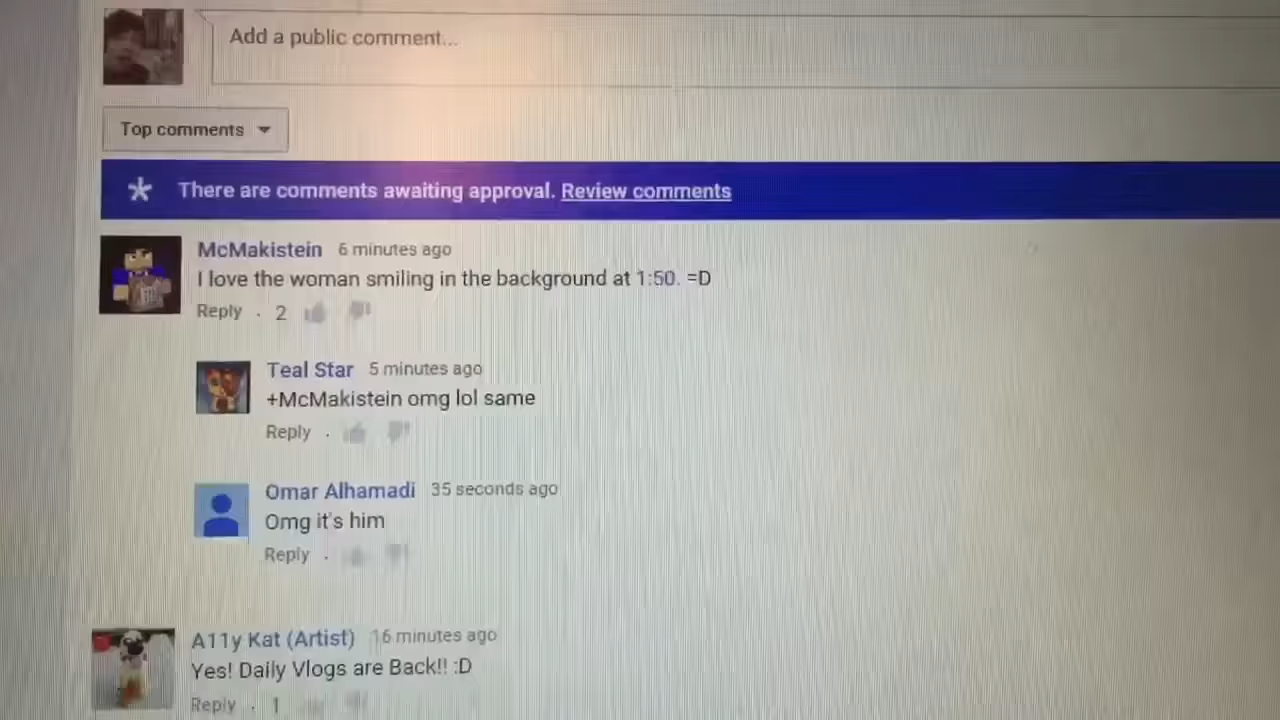 Add a public comment...
Top comments
There are comments awaiting approval. Review comments
McMakistein 6 minutes ago
I love the woman smiling in the background at 1:50. =D
Reply · 2
Teal Star 5 minutes ago
+McMakistein omg lol same
Reply ·
Omar Alhamadi 35 seconds ago
Omg it's him
Reply ·
A11y Kat (Artist) 16 minutes ago
Yes! Daily Vlogs are Back!! :D
Reply · 1